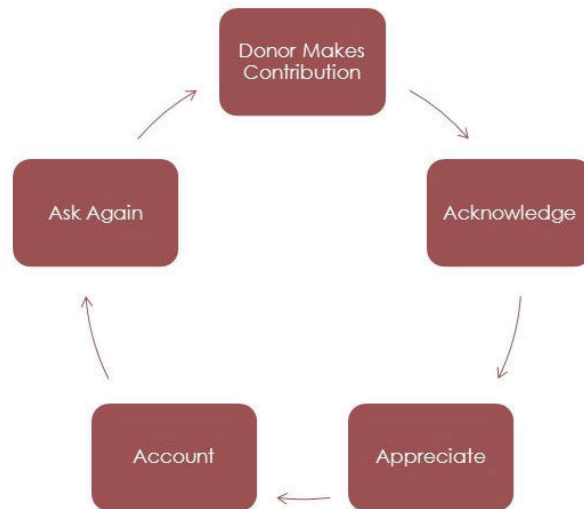 Donor Makes
Contribution
Acknowledge
Appreciate
Account
Ask Again